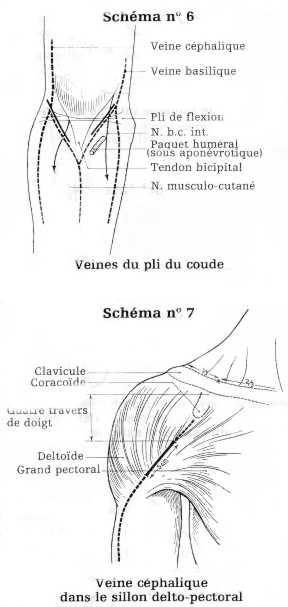 Schéma nº 6
Veine céphalique
Veine basilique
Pli de flexion
N. b.c. int.
Paquet huméral
(sous aponévrotique)
Tendon bicipital
N. musculo-cutané
Veines du pli du coude
Schéma nº 7
Clavicule
Coracoïde
travers
de doigt
Deltoïde
Grand pectoral
Veine céphalique
dans le sillon delto-pectoral